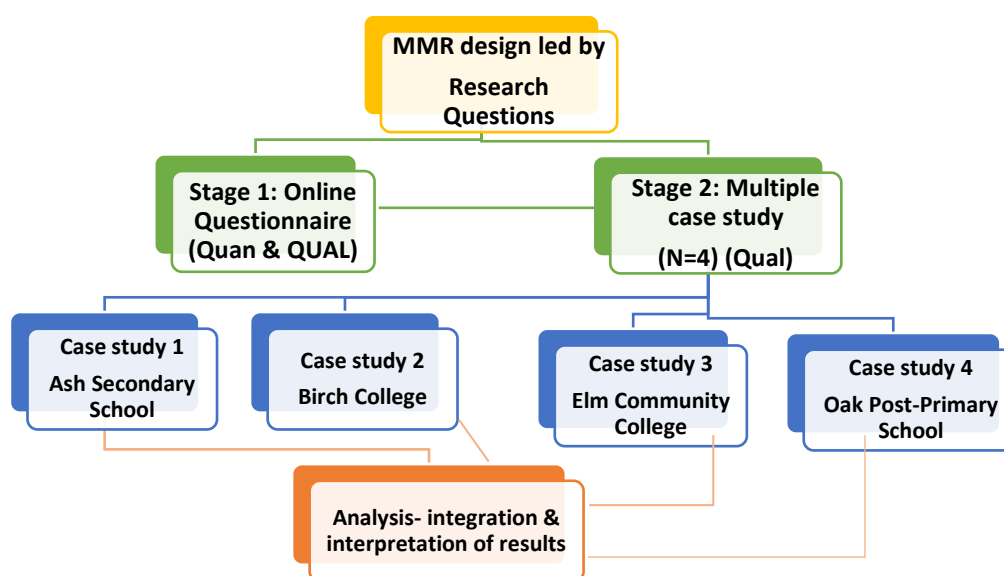 MMR design led by
Research
Questions
Stage 1: Online
Questionnaire
(Quan & QUAL)
Stage 2: Multiple
case study
(N=4) (Qual)
Case study 1
Ash Secondary
School
Case study 2
Birch College
Case study 3
Elm Community
College
Case study 4
Oak Post-Primary
School
Analysis- integration &
interpretation of results